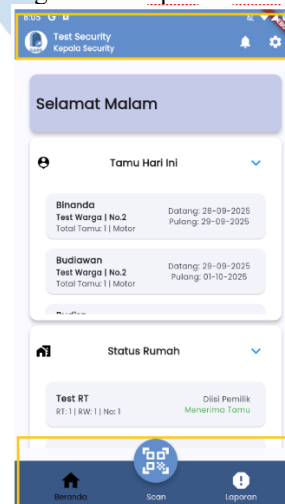 8:05 G
Test Security
Kepala Security
Selamat Malam
Tamu Hari Ini
Binanda
Test Warga | No.2
Total Tamu: 1 | Motor
Datang: 28-09-2025
Pulang: 29-09-2025
Budiawan
Test Warga | No.2
Total Tamu: 1 | Motor
Datang: 29-09-2025
Pulang: 01-10-2025
Status Rumah
Test RT
RT: 1 | RW: 1 | No: 1
Diisi Pemilik
Menerima Tamu
Beranda
Scan
Laporan